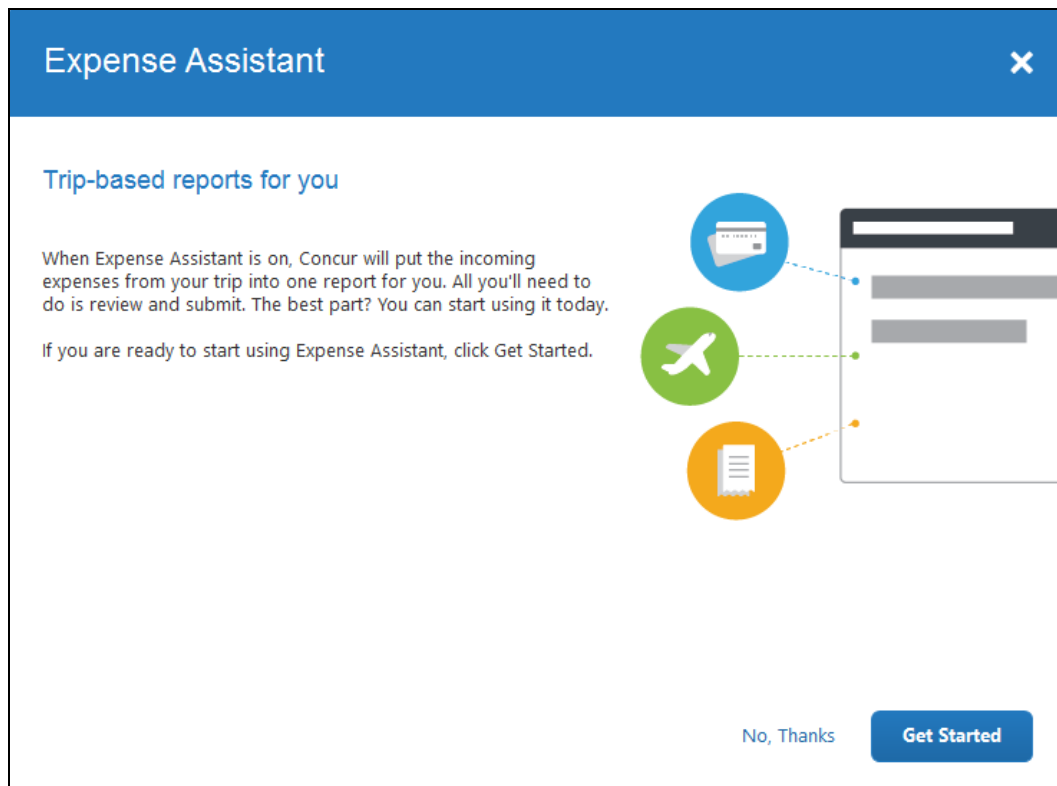 Expense Assistant
Trip-based reports for you
When Expense Assistant is on, Concur will put the incoming
expenses from your trip into one report for you. All you'll need to
do is review and submit. The best part? You can start using it today.
If you are ready to start using Expense Assistant, click Get Started.
No, Thanks
Get Started